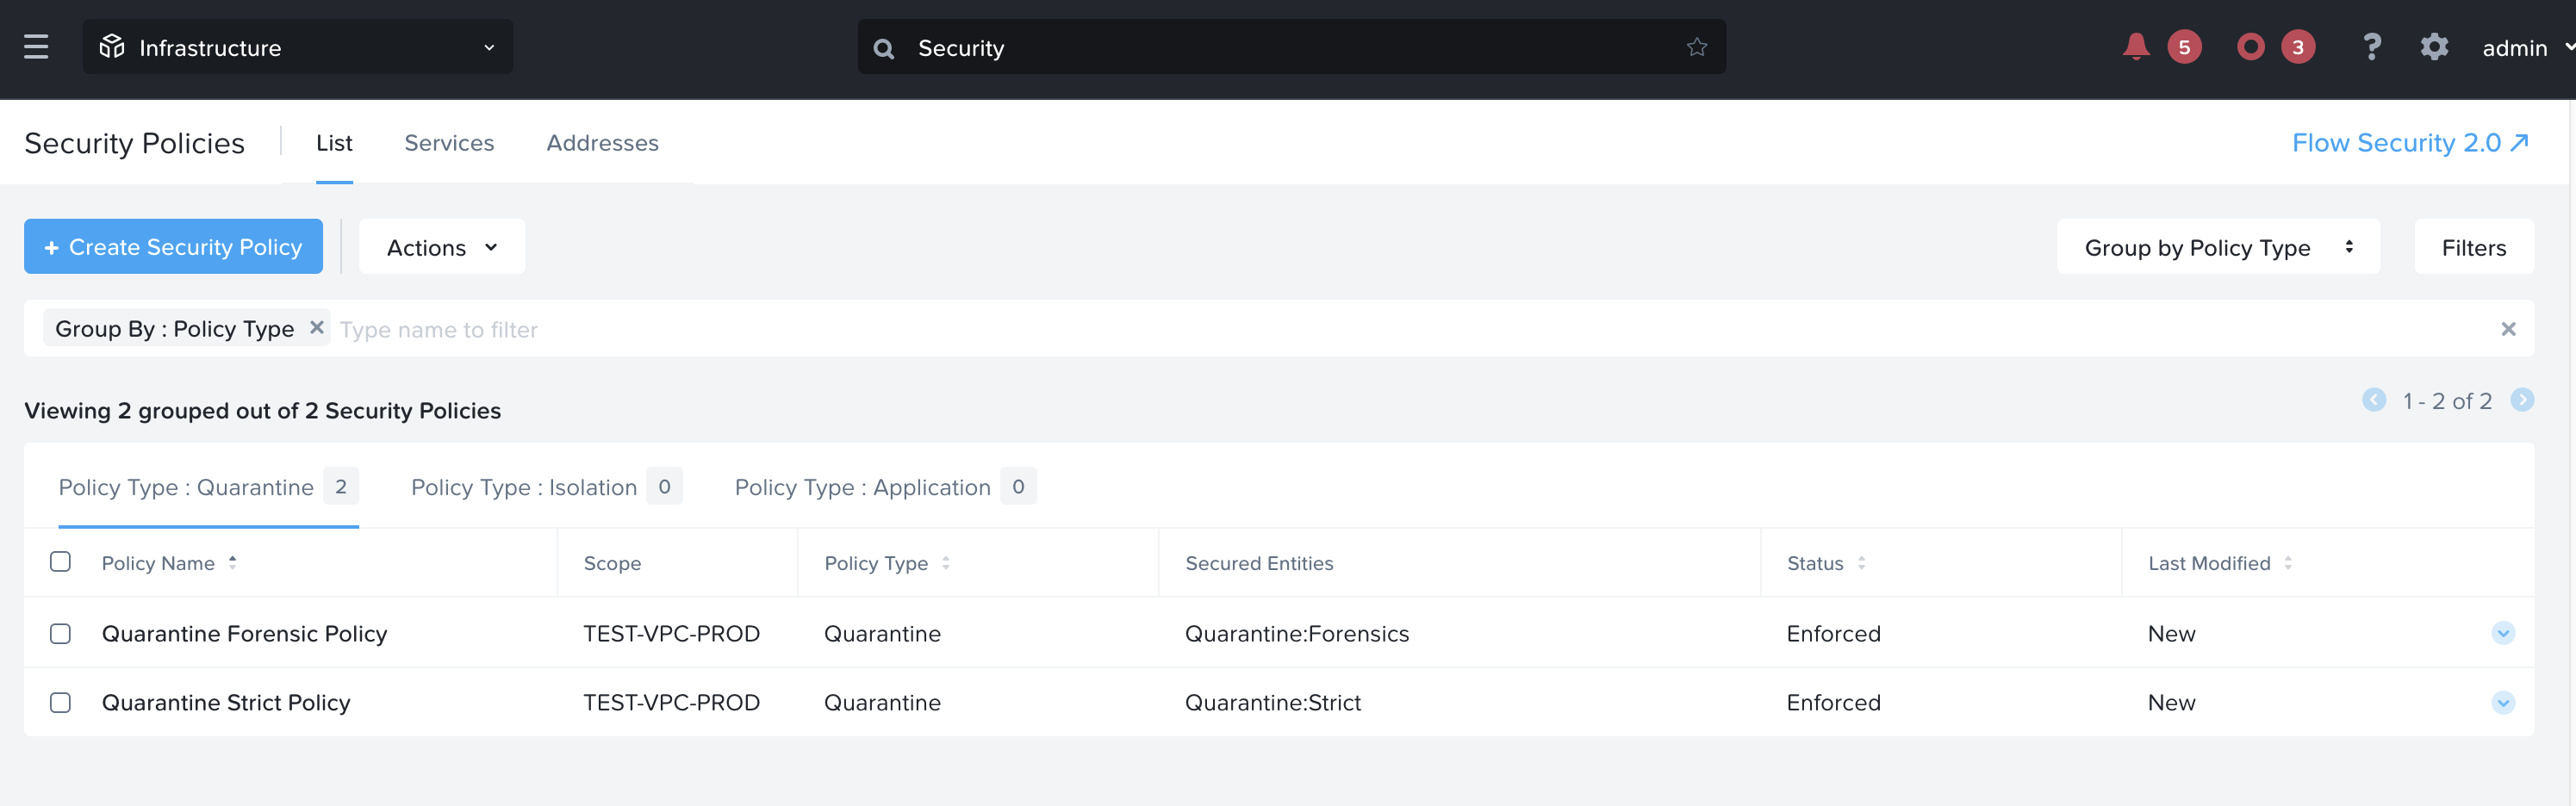 Infrastructure
Security
5
3
?
admin
Security Policies
List
Services
Addresses
Flow Security 2.0
+ Create Security Policy
Actions
Group by Policy Type
Filters
Group By : Policy Type
Type name to filter
Viewing 2 grouped out of 2 Security Policies
1 - 2 of 2
Policy Type : Quarantine 2
Policy Type : Isolation 0
Policy Type : Application 0
Policy Name Scope Policy Type Secured Entities Status Last Modified
Quarantine Forensic Policy TEST-VPC-PROD Quarantine Quarantine:Forensics Enforced New
Quarantine Strict Policy TEST-VPC-PROD Quarantine Quarantine:Strict Enforced New